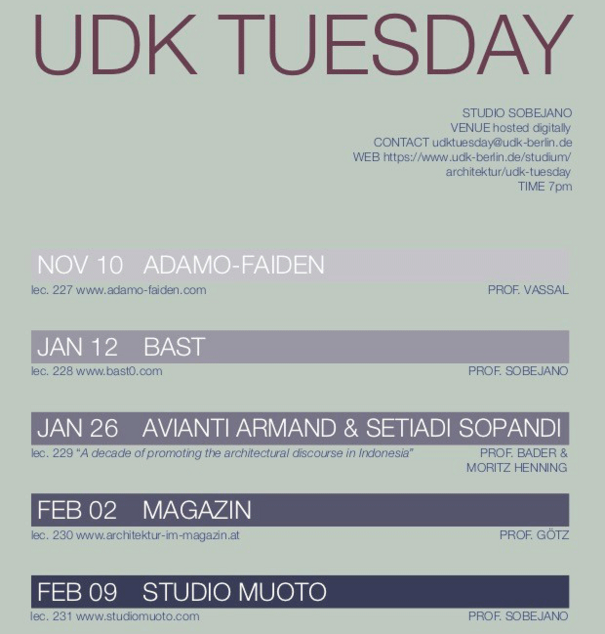 UDK TUESDAY
STUDIO SOBEJANO
VENUE hosted digitally
CONTACT udktuesday@udk-berlin.de
WEB https://www.udk-berlin.de/studium/
architektur/udk-tuesday
TIME 7pm
NOV 10 ADAMO-FAIDEN
lec. 227 www.adamo-faiden.com PROF. VASSAL
JAN 12 BAST
lec. 228 www.bast0.com PROF. SOBEJANO
JAN 26 AVIANTI ARMAND & SETIADI SOPANDI
lec. 229 "A decade of promoting the architectural discourse in Indonesia" PROF. BADER &
MORITZ HENNING
FEB 02 MAGAZIN
lec. 230 www.architektur-im-magazin.at PROF. GÖTZ
FEB 09 STUDIO MUOTO
lec. 231 www.studiomuoto.com PROF. SOBEJANO